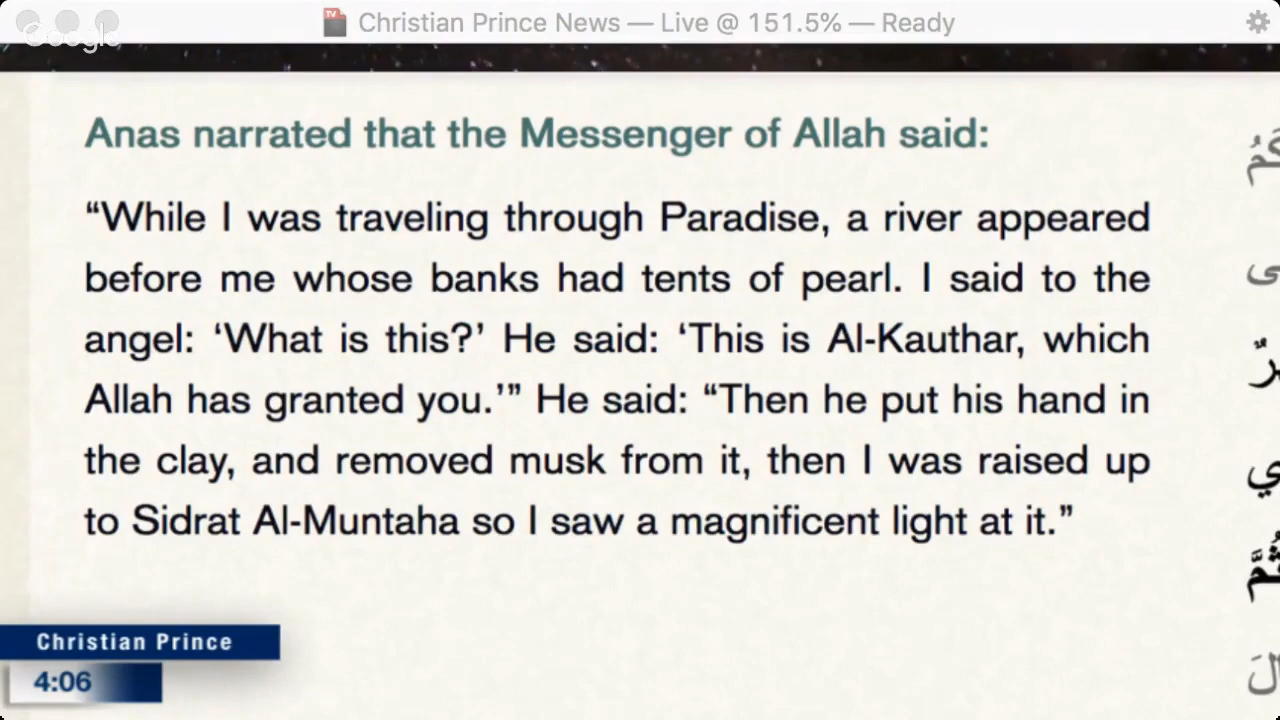 Christian Prince News — Live @ 151.5% — Ready
Google
Anas narrated that the Messenger of Allah said:
“While I was traveling through Paradise, a river appeared
before me whose banks had tents of pearl. I said to the
angel: ‘What is this?’ He said: ‘This is Al-Kauthar, which
Allah has granted you.’” He said: “Then he put his hand in
the clay, and removed musk from it, then I was raised up
to Sidrat Al-Muntaha so I saw a magnificent light at it.”
Christian Prince
4:06